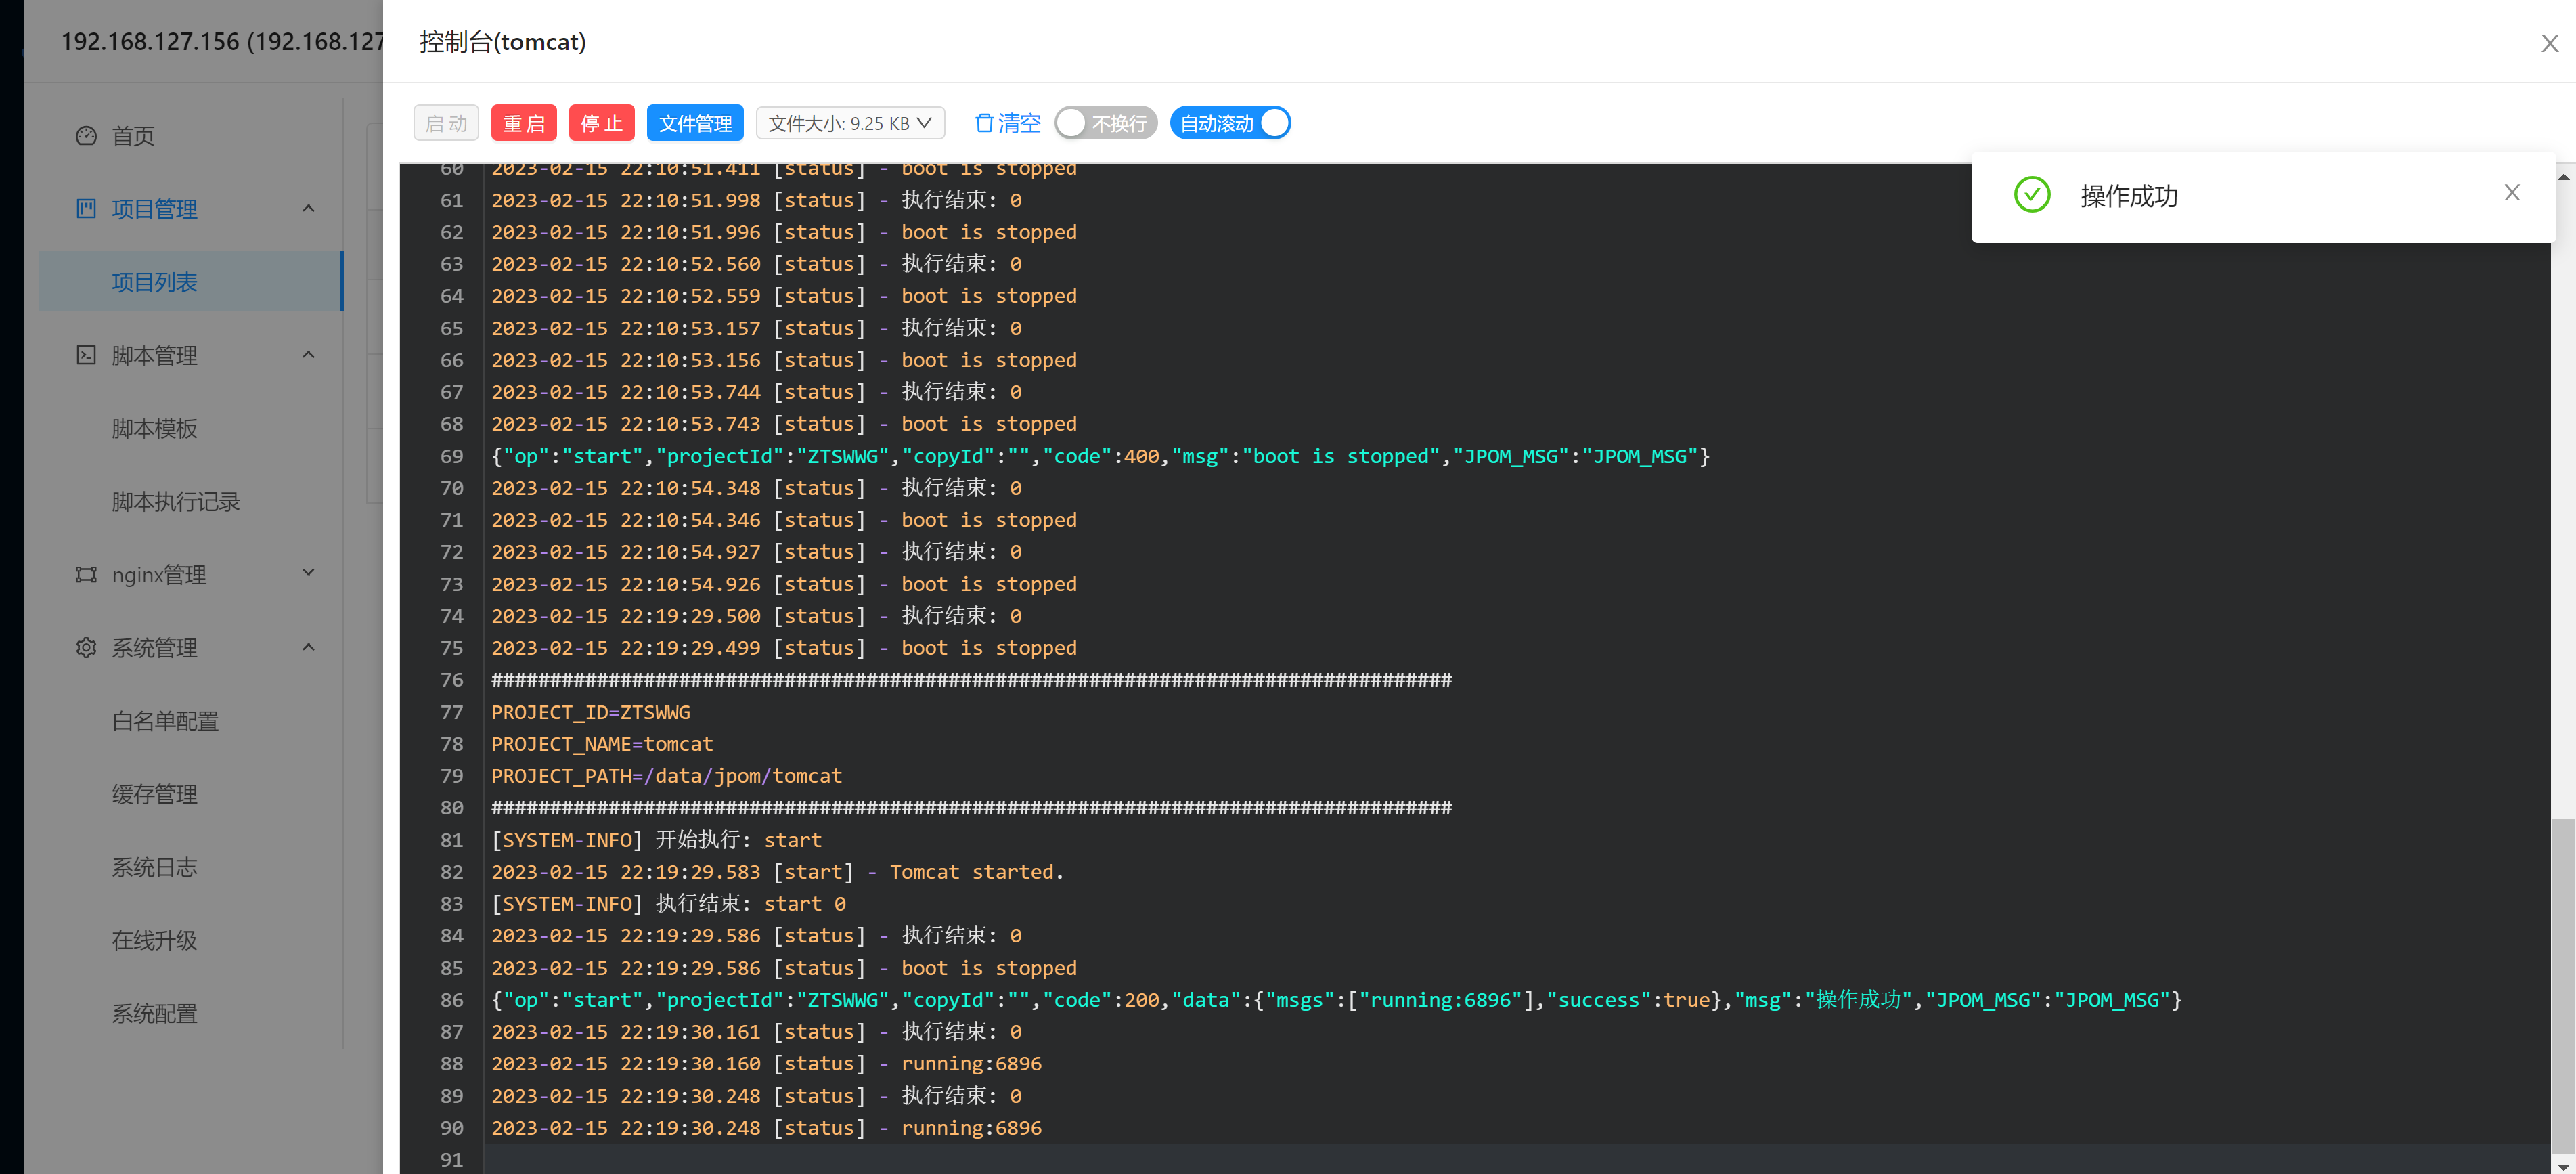 192.168.127.156 (192.168.127
首页
项目管理
项目列表
脚本管理
脚本模板
脚本执行记录
nginx管理
系统管理
白名单配置
缓存管理
系统日志
在线升级
系统配置
控制台(tomcat)
启 动 重 启 停 止 文件管理 文件大小: 9.25 KB 清空 不换行 自动滚动
操作成功
60 2023-02-15 22:10:51.411 [status] - boot is stopped
61 2023-02-15 22:10:51.998 [status] - 执行结束: 0
62 2023-02-15 22:10:51.996 [status] - boot is stopped
63 2023-02-15 22:10:52.560 [status] - 执行结束: 0
64 2023-02-15 22:10:52.559 [status] - boot is stopped
65 2023-02-15 22:10:53.157 [status] - 执行结束: 0
66 2023-02-15 22:10:53.156 [status] - boot is stopped
67 2023-02-15 22:10:53.744 [status] - 执行结束: 0
68 2023-02-15 22:10:53.743 [status] - boot is stopped
69 {"op":"start","projectId":"ZTSWWG","copyId":"","code":400,"msg":"boot is stopped","JPOM_MSG":"JPOM_MSG"}
70 2023-02-15 22:10:54.348 [status] - 执行结束: 0
71 2023-02-15 22:10:54.346 [status] - boot is stopped
72 2023-02-15 22:10:54.927 [status] - 执行结束: 0
73 2023-02-15 22:10:54.926 [status] - boot is stopped
74 2023-02-15 22:19:29.500 [status] - 执行结束: 0
75 2023-02-15 22:19:29.499 [status] - boot is stopped
76 ##################################################################################
77 PROJECT_ID=ZTSWWG
78 PROJECT_NAME=tomcat
79 PROJECT_PATH=/data/jpom/tomcat
80 ##################################################################################
81 [SYSTEM-INFO] 开始执行: start
82 2023-02-15 22:19:29.583 [start] - Tomcat started.
83 [SYSTEM-INFO] 执行结束: start 0
84 2023-02-15 22:19:29.586 [status] - 执行结束: 0
85 2023-02-15 22:19:29.586 [status] - boot is stopped
86 {"op":"start","projectId":"ZTSWWG","copyId":"","code":200,"data":{"msgs":["running:6896"],"success":true},"msg":"操作成功","JPOM_MSG":"JPOM_MSG"}
87 2023-02-15 22:19:30.161 [status] - 执行结束: 0
88 2023-02-15 22:19:30.160 [status] - running:6896
89 2023-02-15 22:19:30.248 [status] - 执行结束: 0
90 2023-02-15 22:19:30.248 [status] - running:6896
91